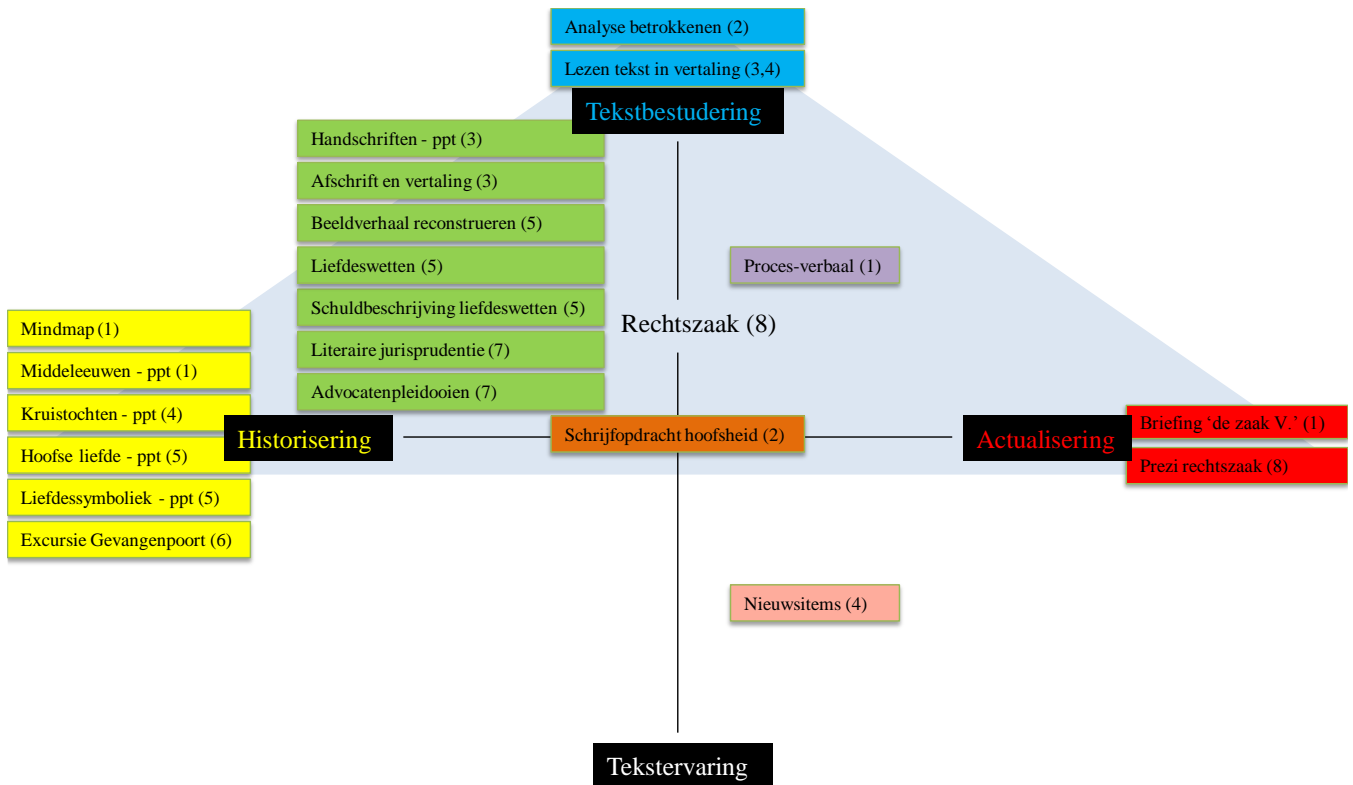 Analyse betrokkenen (2)
Lezen tekst in vertaling (3,4)
Tekstbestudering
Handschriften - ppt (3)
Afschrift en vertaling (3)
Beeldverhaal reconstrueren (5)
Liefdeswetten (5)
Proces-verbaal (1)
Schuldbeschrijving liefdeswetten (5)
Rechtszaak (8)
Mindmap (1)
Literaire jurisprudentie (7)
Middeleeuwen - ppt (1)
Advocatenpleidooien (7)
Kruistochten - ppt (4)
Historisering
Schrijfopdracht hoofsheid (2)
Actualisering
Briefing ‘de zaak V.’ (1)
Hoofse liefde - ppt (5)
Prezi rechtszaak (8)
Liefdessymboliek - ppt (5)
Excursie Gevangenpoort (6)
Nieuwsitems (4)
Tekstervaring